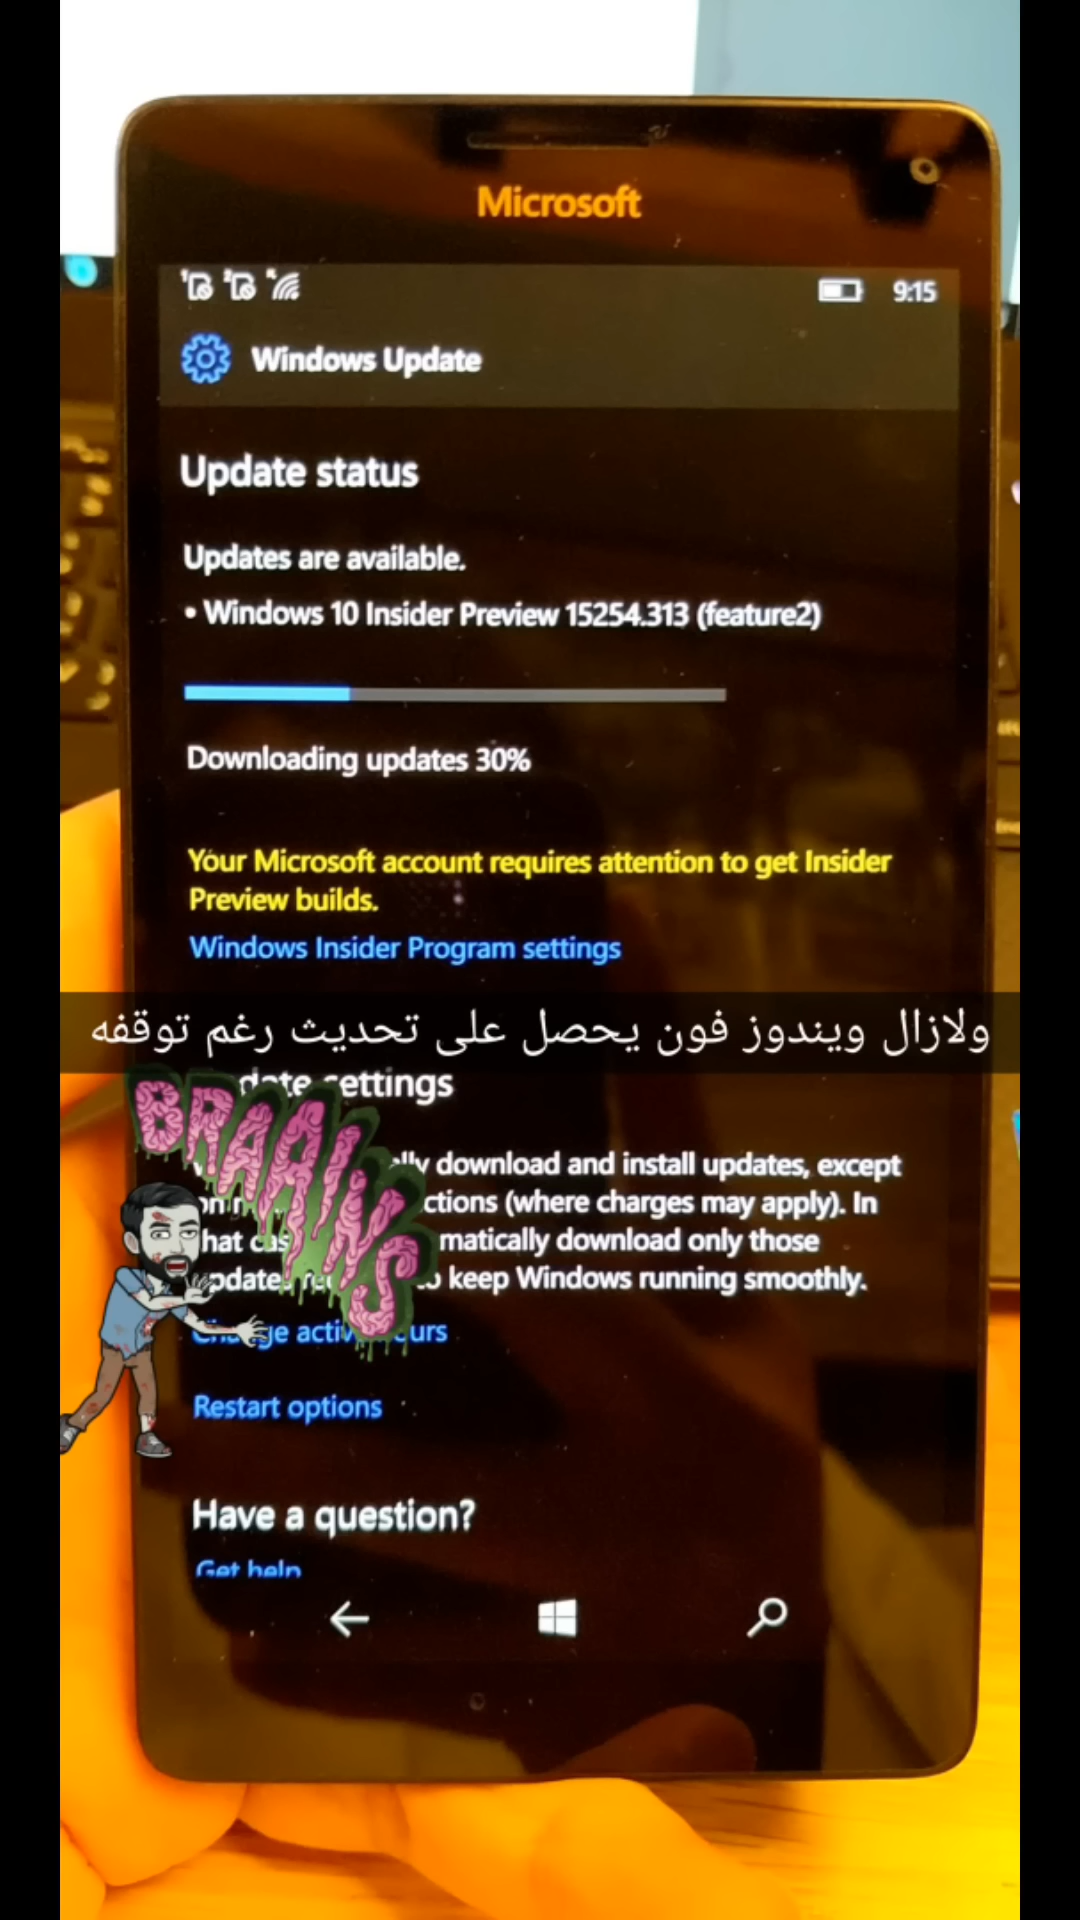 Microsoft
9:15
Windows Update
Update status
Updates are available.
• Windows 10 Insider Preview 15254.313 (feature2)
Downloading updates 30%
Your Microsoft account requires attention to get Insider
Preview builds.
Windows Insider Program settings
ولازال ويندوز فون يحصل على تحديث رغم توقفه
settings
BRAAAINS
download and install updates, except
(where charges may apply). In
download only those
keep Windows running smoothly.
Restart options
Have a question?
Get help